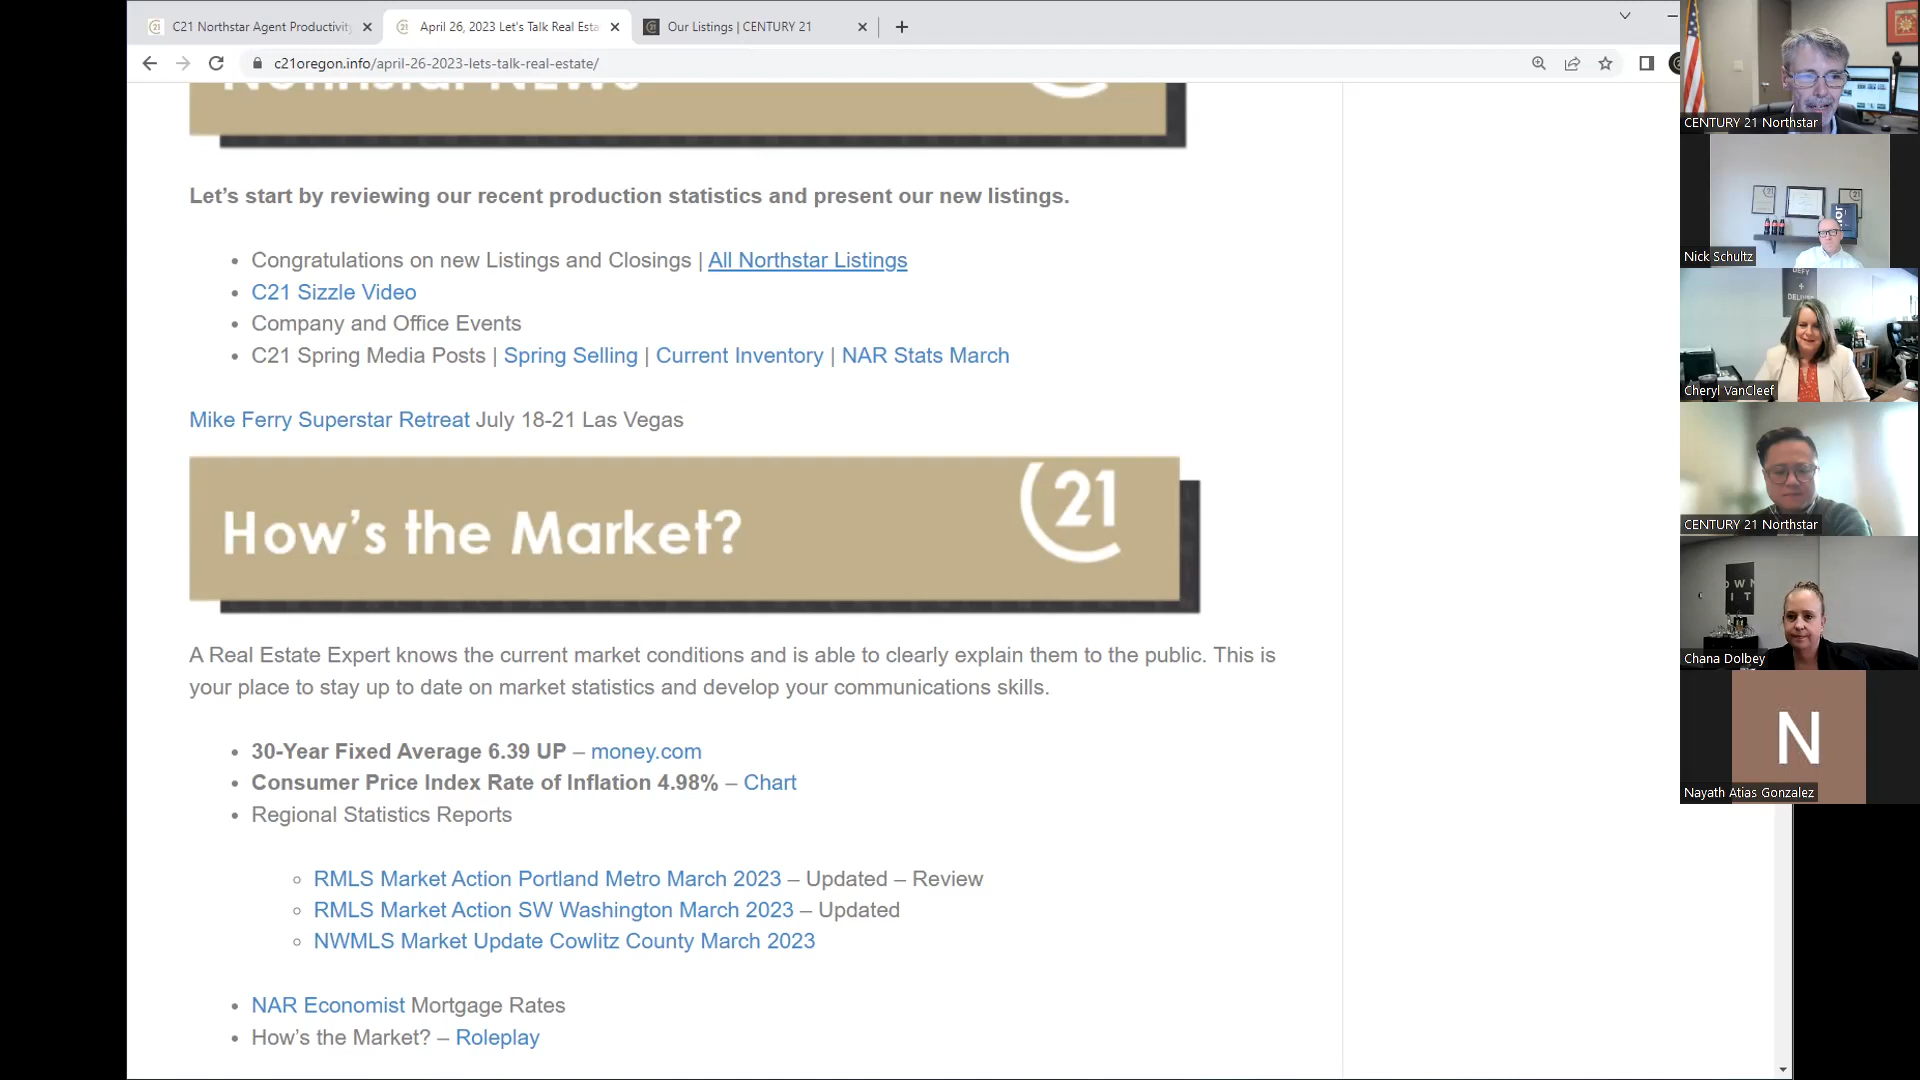 C21 Northstar Agent Productivity
April 26, 2023 Let's Talk Real Esta
Our Listings | CENTURY 21
c21oregon.info/april-26-2023-lets-talk-real-estate/
Northstar NEWS
Let's start by reviewing our recent production statistics and present our new listings.
Congratulations on new Listings and Closings | All Northstar Listings
C21 Sizzle Video
Company and Office Events
C21 Spring Media Posts | Spring Selling | Current Inventory | NAR Stats March
Mike Ferry Superstar Retreat July 18-21 Las Vegas
How's the Market?
21
A Real Estate Expert knows the current market conditions and is able to clearly explain them to the public. This is
your place to stay up to date on market statistics and develop your communications skills.
30-Year Fixed Average 6.39 UP – money.com
Consumer Price Index Rate of Inflation 4.98% – Chart
Regional Statistics Reports
RMLS Market Action Portland Metro March 2023 – Updated – Review
RMLS Market Action SW Washington March 2023 – Updated
NWMLS Market Update Cowlitz County March 2023
NAR Economist Mortgage Rates
How's the Market? – Roleplay
CENTURY 21 Northstar
Nick Schultz
DEFY
+
DELIVER
Cheryl VanCleef
CENTURY 21 Northstar
OWN
IT
Chana Dolbey
N
Nayath Atias Gonzalez